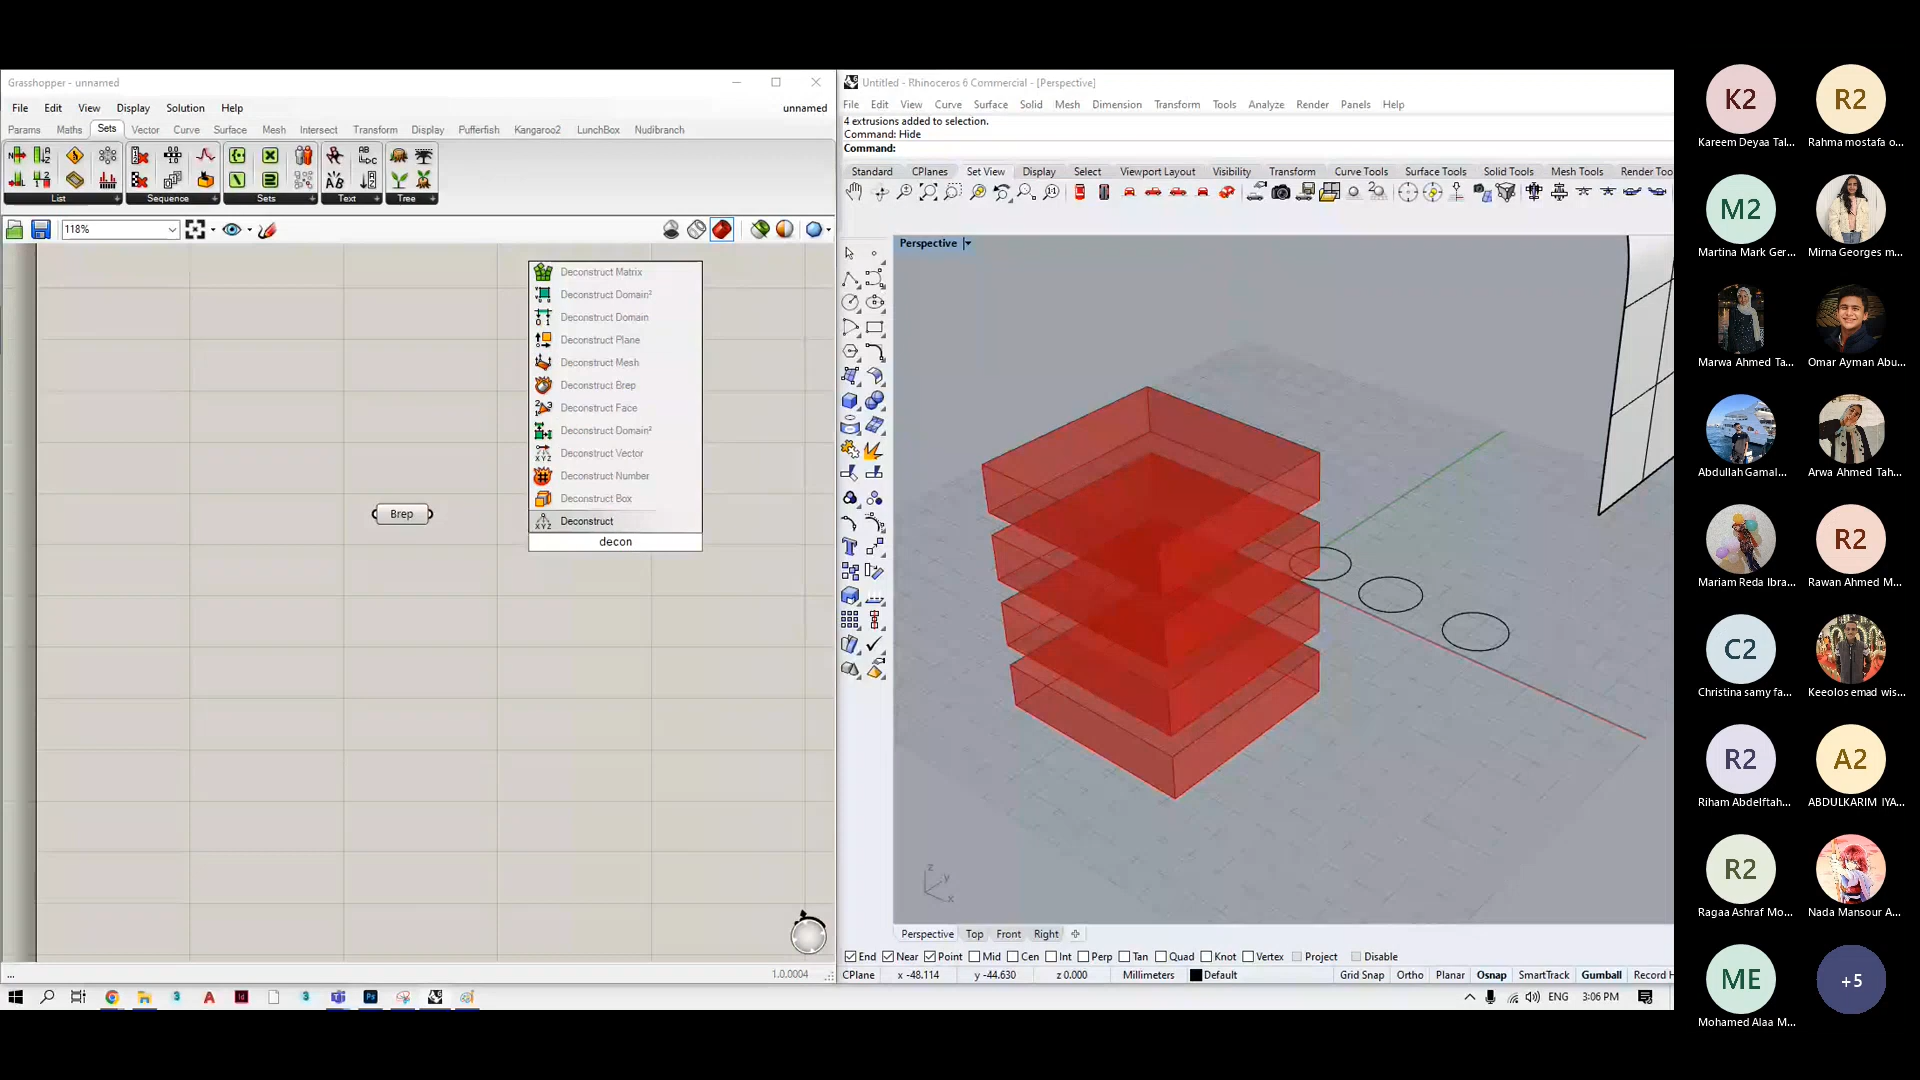 Grasshopper - unnamed
File Edit View Display Solution Help
unnamed
Params Maths Sets Vector Curve Surface Mesh Intersect Transform Display Pufferfish Kangaroo2 LunchBox Nudibranch
List Sequence Sets Text Tree
118%
Deconstruct Matrix
Deconstruct Domain²
Deconstruct Domain
Deconstruct Plane
Deconstruct Mesh
Deconstruct Brep
Deconstruct Face
Deconstruct Domain²
Deconstruct Vector
Deconstruct Number
Deconstruct Box
Deconstruct
decon
Brep
...
1.0.0004
Untitled - Rhinoceros 6 Commercial - [Perspective]
File Edit View Curve Surface Solid Mesh Dimension Transform Tools Analyze Render Panels Help
4 extrusions added to selection.
Command: Hide
Command:
Standard CPlanes Set View Display Select Viewport Layout Visibility Transform Curve Tools Surface Tools Solid Tools Mesh Tools Render Too
Perspective
z
y
x
Perspective Top Front Right
End Near Point Mid Cen Int Perp Tan Quad Knot Vertex Project Disable
CPlane x -48.114 y -44.630 z 0.000 Millimeters Default Grid Snap Ortho Planar Osnap SmartTrack Gumball Record H
ENG 3:06 PM
K2 R2
Kareem Deyaa Tal... Rahma mostafa o...
M2
Martina Mark Ger... Mirna Georges m...
Marwa Ahmed Ta... Omar Ayman Abu...
Abdullah Gamal... Arwa Ahmed Tah...
R2
Mariam Reda Ibra... Rawan Ahmed M...
C2
Christina samy fa... Keeolos emad wis...
R2 A2
Riham Abdelftah... ABDULKARIM IYA...
R2
Ragaa Ashraf Mo... Nada Mansour A...
ME +5
Mohamed Alaa M...